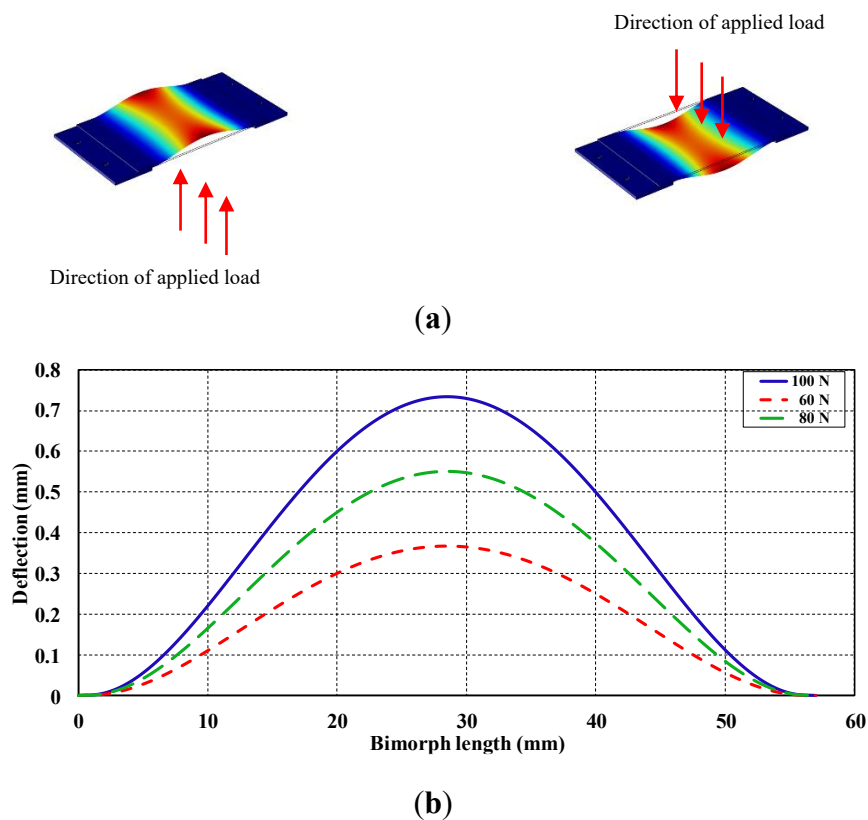 Direction of applied load
Direction of applied load
(a)
0.8
0.7
0.6
0.5
0.4
0.3
0.2
0.1
0
Deflection (mm)
100 N
60 N
80 N
0 10 20 30 40 50 60
Bimorph length (mm)
(b)